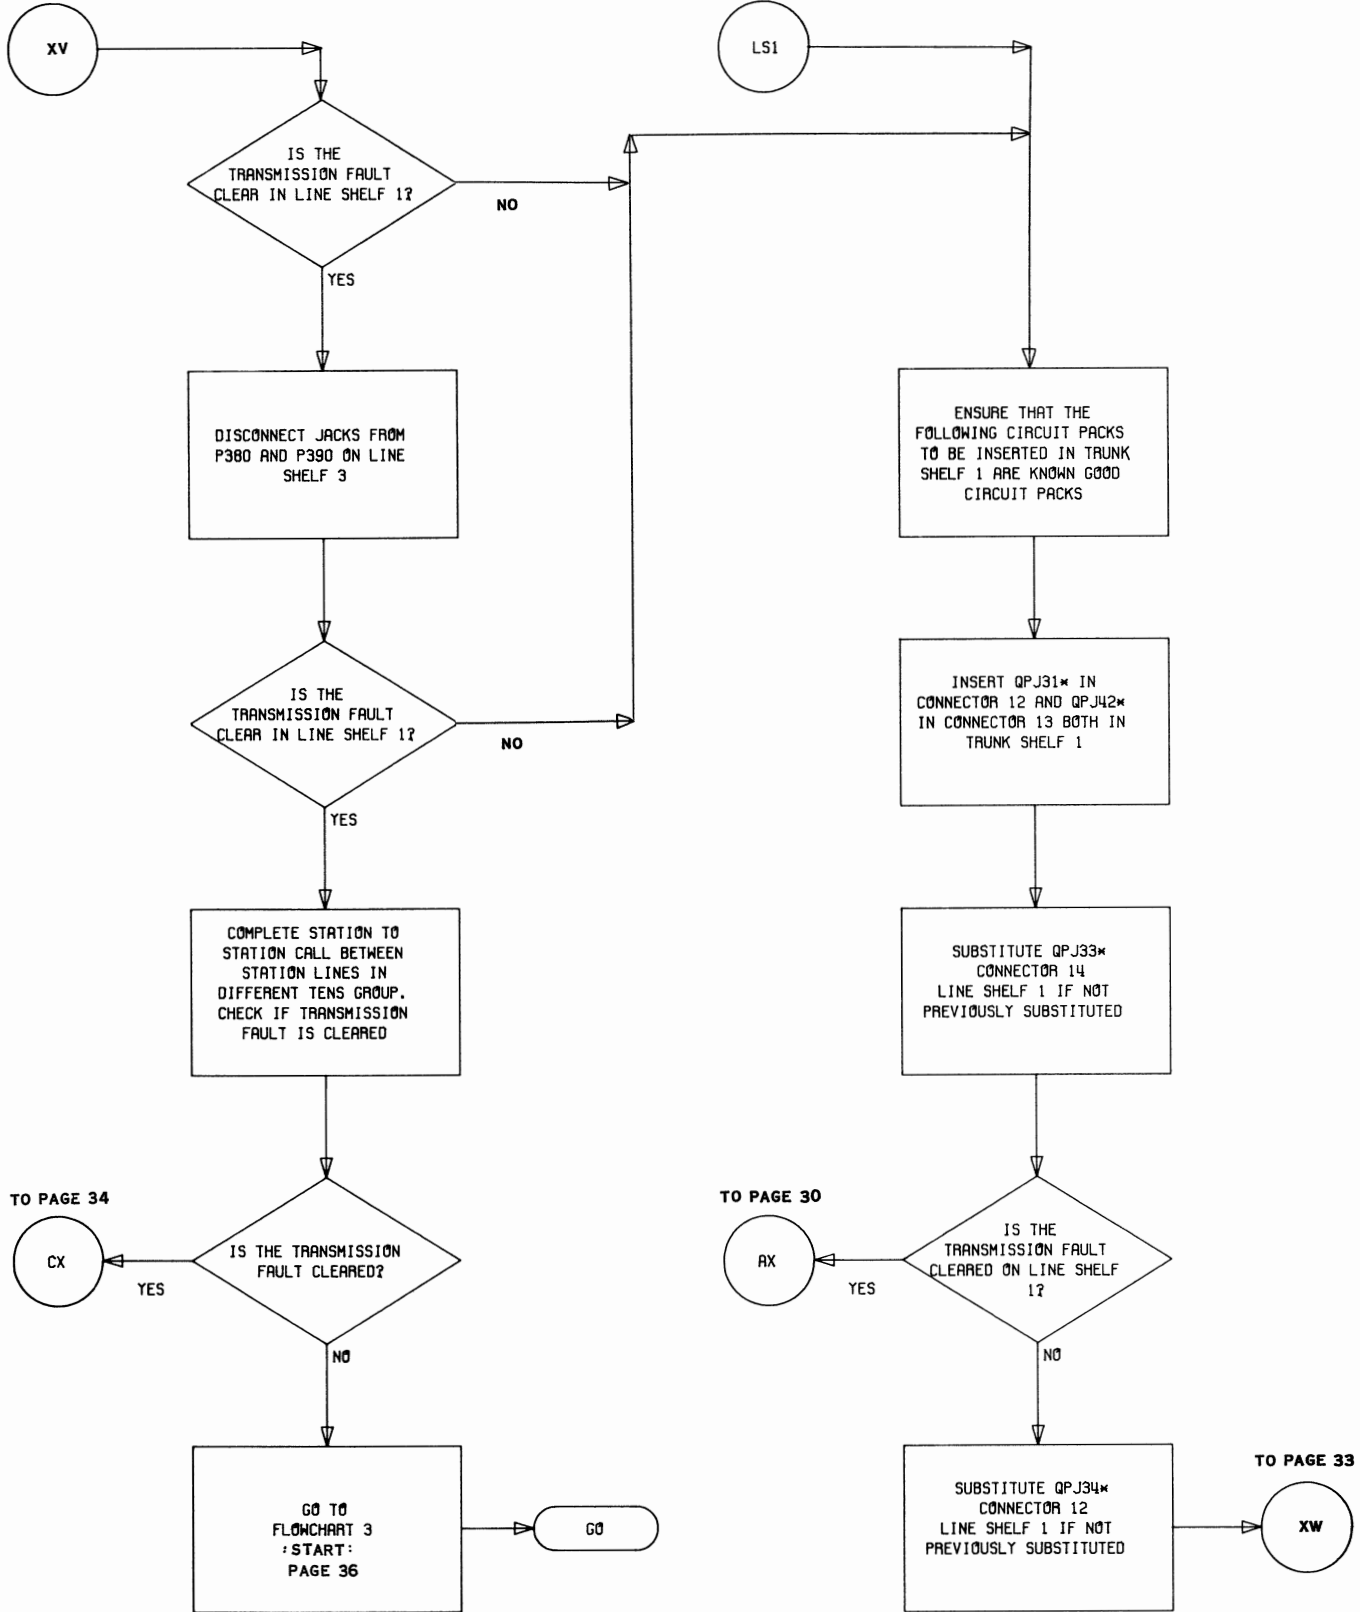 XV
IS THE
TRANSMISSION FAULT
CLEAR IN LINE SHELF 1?
NO
YES
DISCONNECT JACKS FROM
P380 AND P390 ON LINE
SHELF 3
IS THE
TRANSMISSION FAULT
CLEAR IN LINE SHELF 1?
NO
YES
COMPLETE STATION TO
STATION CALL BETWEEN
STATION LINES IN
DIFFERENT TENS GROUP.
CHECK IF TRANSMISSION
FAULT IS CLEARED
TO PAGE 34
CX
YES
IS THE TRANSMISSION
FAULT CLEARED?
NO
GO TO
FLOWCHART 3
:START:
PAGE 36
GO
LS1
ENSURE THAT THE
FOLLOWING CIRCUIT PACKS
TO BE INSERTED IN TRUNK
SHELF 1 ARE KNOWN GOOD
CIRCUIT PACKS
INSERT QPJ31* IN
CONNECTOR 12 AND QPJ42*
IN CONNECTOR 13 BOTH IN
TRUNK SHELF 1
SUBSTITUTE QPJ33*
CONNECTOR 14
LINE SHELF 1 IF NOT
PREVIOUSLY SUBSTITUTED
TO PAGE 30
AX
YES
IS THE
TRANSMISSION FAULT
CLEARED ON LINE SHELF
1?
NO
SUBSTITUTE QPJ34*
CONNECTOR 12
LINE SHELF 1 IF NOT
PREVIOUSLY SUBSTITUTED
TO PAGE 33
XW